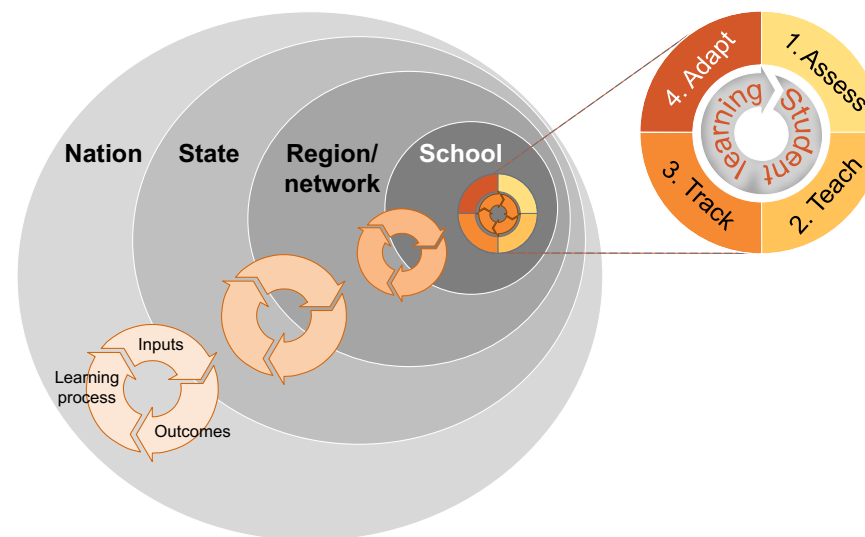 Nation
State
Region/
network
School
Inputs
Learning
process
Outcomes
1. Assess
2. Teach
3. Track
4. Adapt
Student
learning